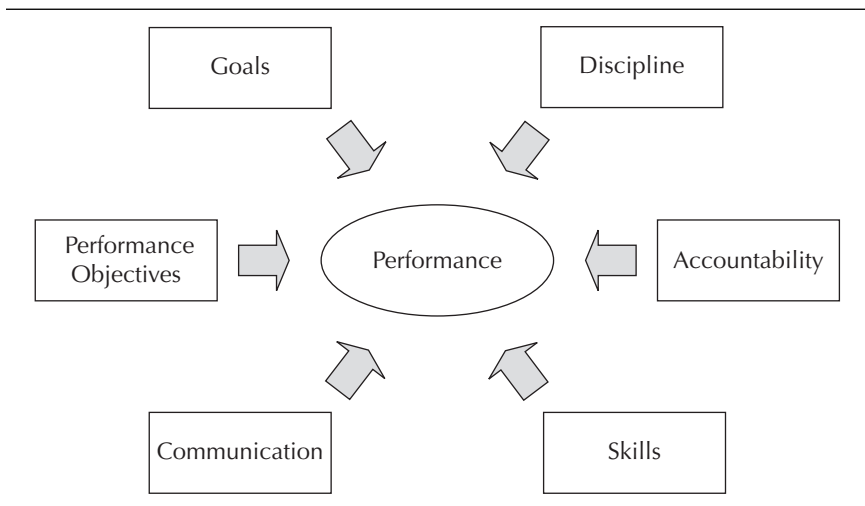 Goals
Discipline
Performance
Objectives
Performance
Accountability
Communication
Skills